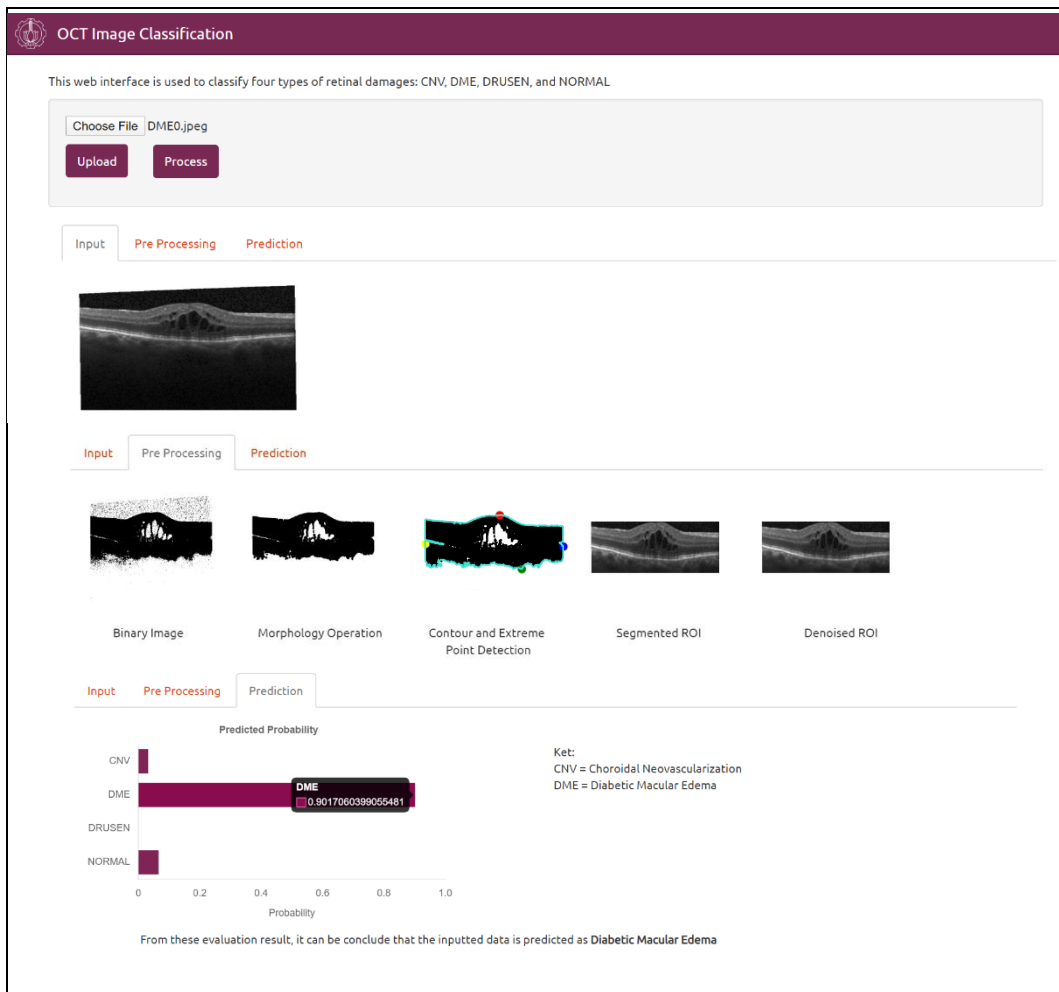 OCT Image Classification
This web interface is used to classify four types of retinal damages: CNV, DME, DRUSEN, and NORMAL
Choose File DME0.jpeg
Upload Process
Input Pre Processing Prediction
Input Pre Processing Prediction
Binary Image Morphology Operation Contour and Extreme Segmented ROI Denoised ROI
Point Detection
Input Pre Processing Prediction
Predicted Probability
Ket:
CNV
CNV = Choroidal Neovascularization
DME = Diabetic Macular Edema
DME
DME
0.9017060399055481
DRUSEN
NORMAL
0 0.2 0.4 0.6 0.8 1.0
Probability
From these evaluation result, it can be conclude that the inputted data is predicted as Diabetic Macular Edema